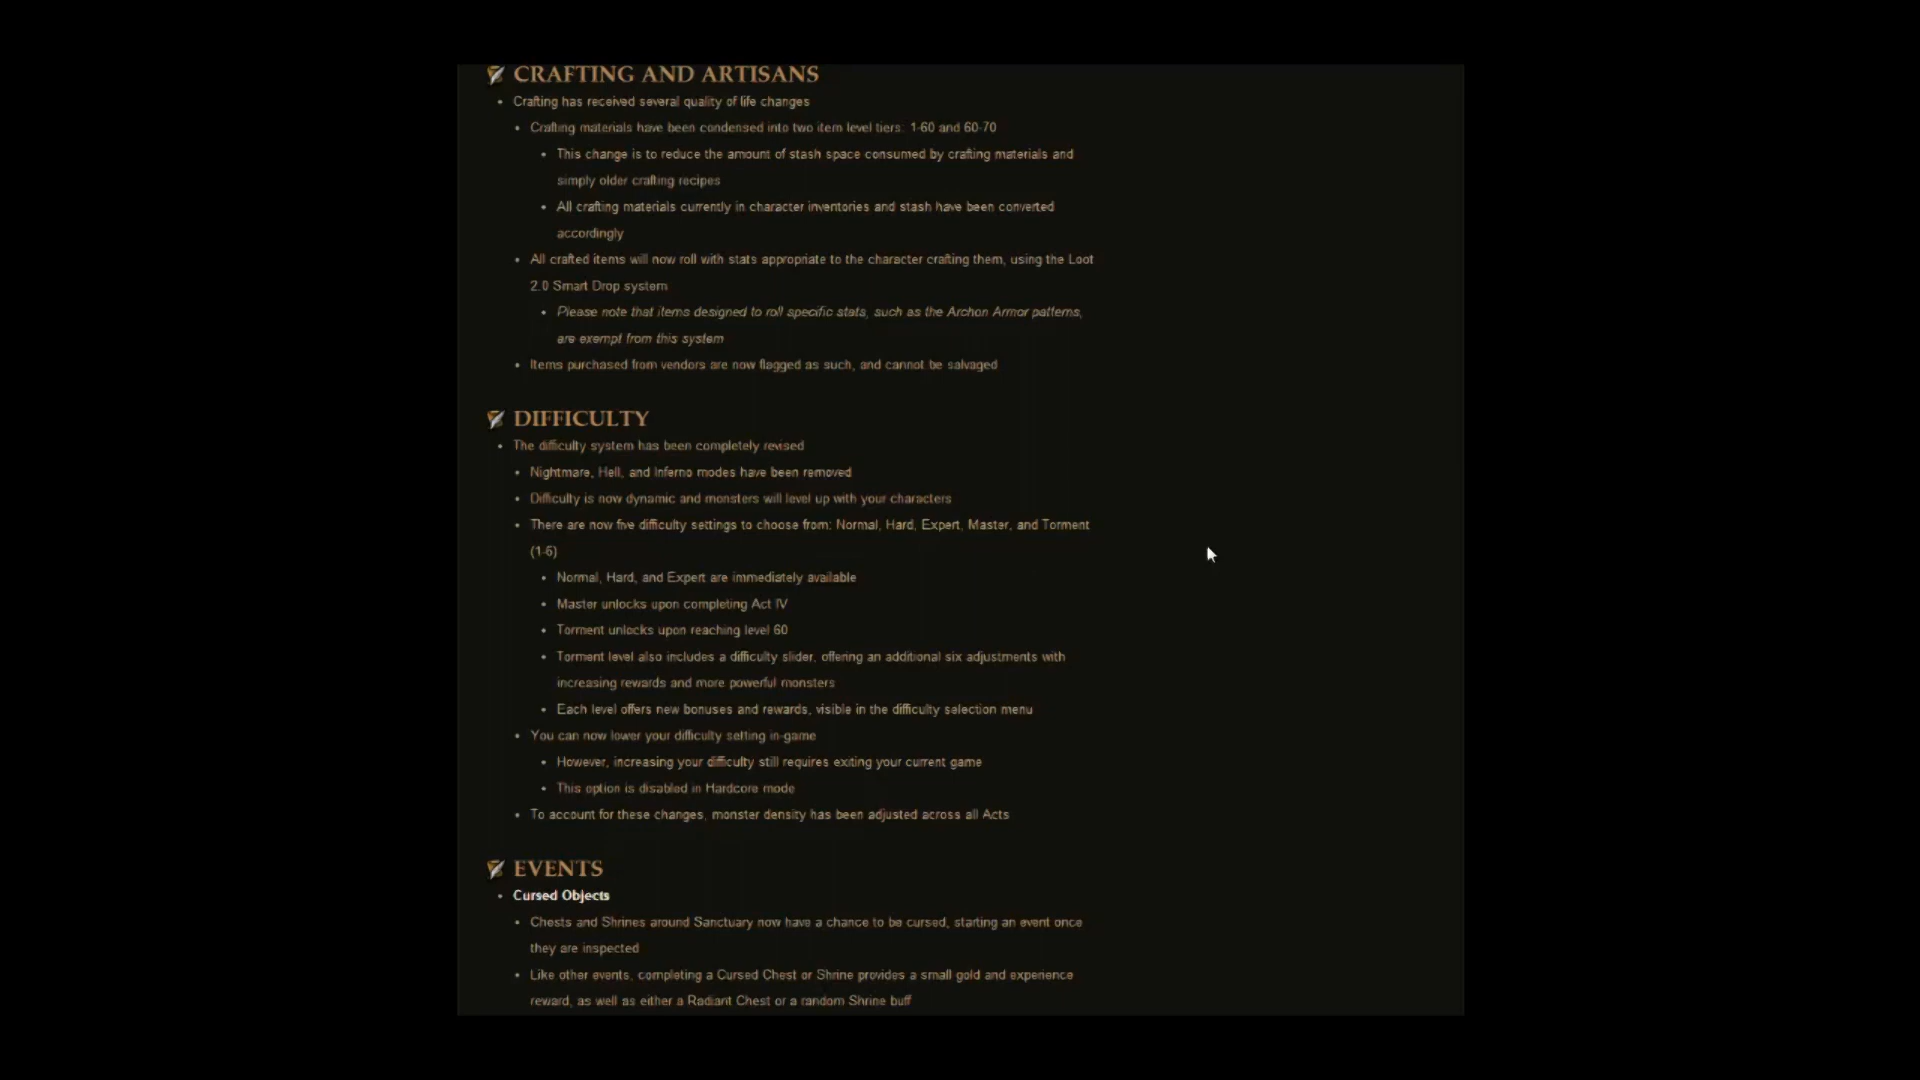 CRAFTING AND ARTISANS
Crafting has received several quality of life changes
Crafting materials have been condensed into two item level tiers: 1-60 and 60-70
This change is to reduce the amount of stash space consumed by crafting materials and
simply older crafting recipes
All crafting materials currently in character inventories and stash have been converted
accordingly
All crafted items will now roll with stats appropriate to the character crafting them, using the Loot
2.0 Smart Drop system
Please note that items designed to roll specific stats, such as the Archon Armor patterns,
are exempt from this system
Items purchased from vendors are now flagged as such, and cannot be salvaged
DIFFICULTY
The difficulty system has been completely revised
Nightmare, Hell, and Inferno modes have been removed
Difficulty is now dynamic and monsters will level up with your characters
There are now five difficulty settings to choose from: Normal, Hard, Expert, Master, and Torment
(1-6)
Normal, Hard, and Expert are immediately available
Master unlocks upon completing Act IV
Torment unlocks upon reaching level 60
Torment level also includes a difficulty slider, offering an additional six adjustments with
increasing rewards and more powerful monsters
Each level offers new bonuses and rewards, visible in the difficulty selection menu
You can now lower your difficulty setting in-game
However, increasing your difficulty still requires exiting your current game
This option is disabled in Hardcore mode
To account for these changes, monster density has been adjusted across all Acts
EVENTS
Cursed Objects
Chests and Shrines around Sanctuary now have a chance to be cursed, starting an event once
they are inspected
Like other events, completing a Cursed Chest or Shrine provides a small gold and experience
reward, as well as either a Radiant Chest or a random Shrine buff